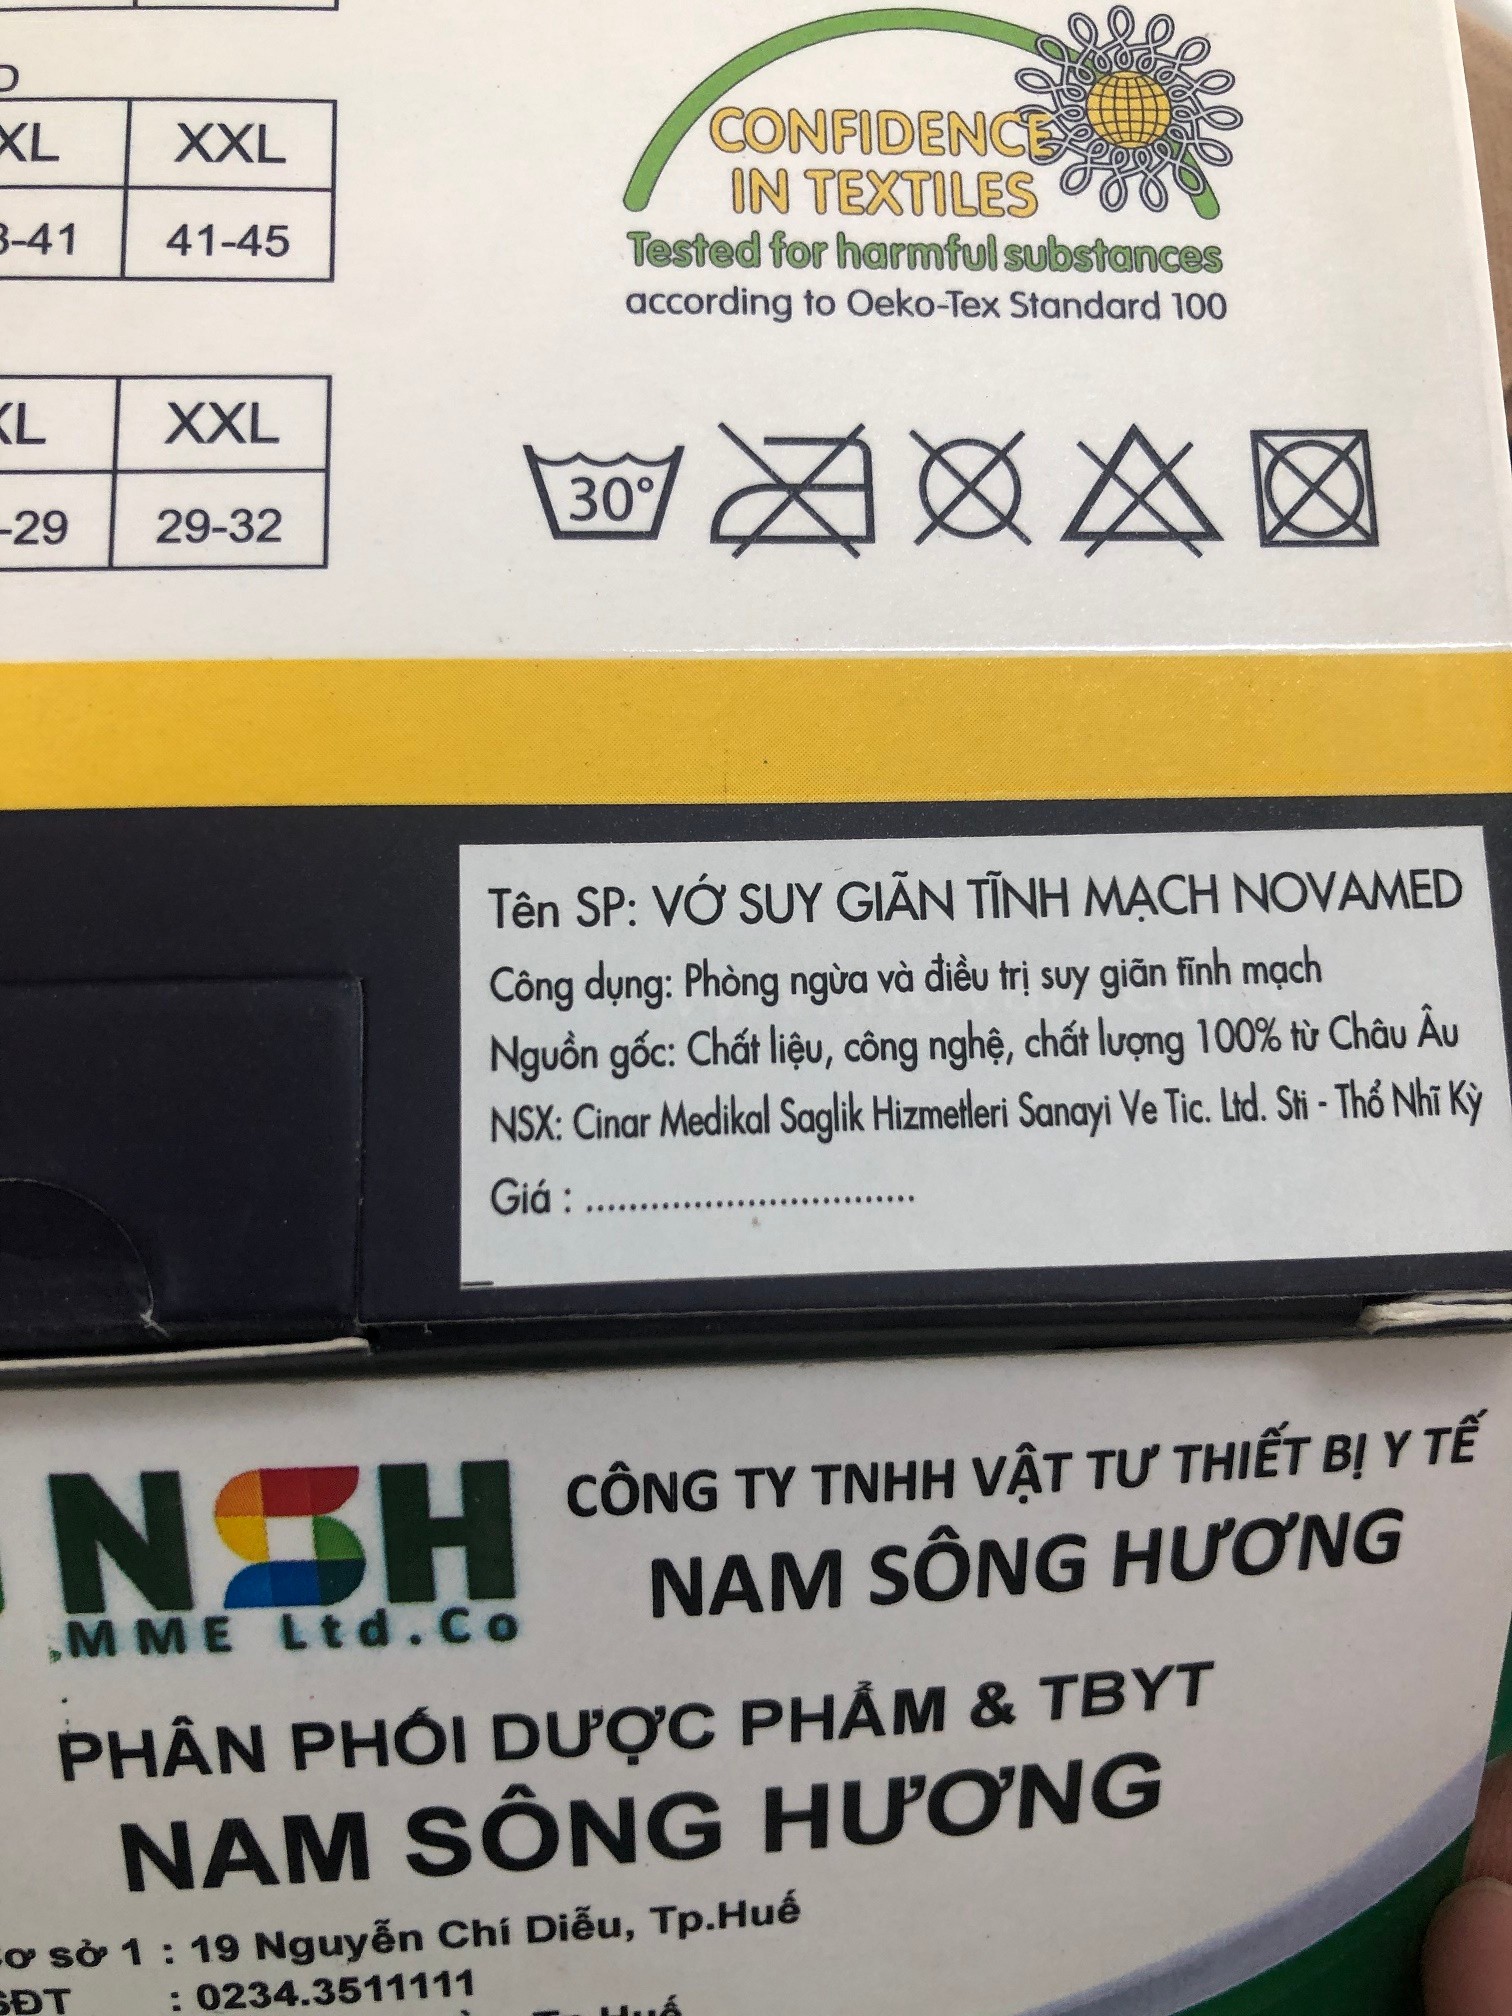 XXL
41-45
XXL
29-32
CONFIDENCE
IN TEXTILES
Tested for harmful substances
according to Oeko-Tex Standard 100
30°
Tên SP: VỚ SUY GIÃN TĨNH MẠCH NOVAMED
Công dụng: Phòng ngừa và điều trị suy giãn tĩnh mạch
Nguồn gốc: Chất liệu, công nghệ, chất lượng 100% từ Châu Âu
NSX: Cinar Medikal Saglik Hizmetleri Sanayi Ve Tic. Ltd. Sti - Thổ Nhĩ Kỳ
Giá : ..............................
NSH
MME Ltd.Co
CÔNG TY TNHH VẬT TƯ THIẾT BỊ Y TẾ
NAM SÔNG HƯƠNG
PHÂN PHỐI DƯỢC PHẨM & TBYT
NAM SÔNG HƯƠNG
sở 1 : 19 Nguyễn Chí Diễu, Tp.Huế
: 0234.3511111